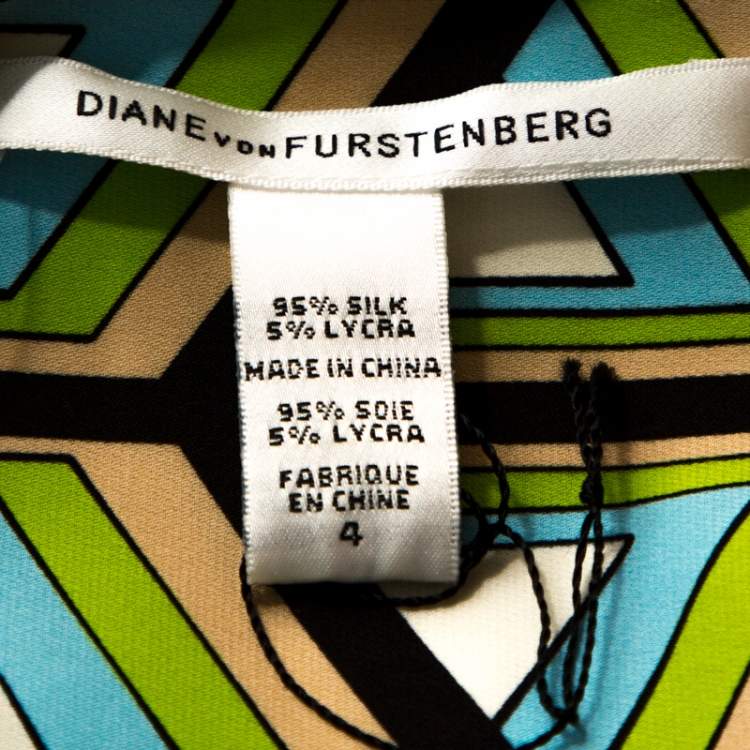 DIANE VON FURSTENBERG
95% SILK
5% LYCRA
MADE IN CHINA
95% SOIE
5% LYCRA
FABRIQUE
EN CHINE
4